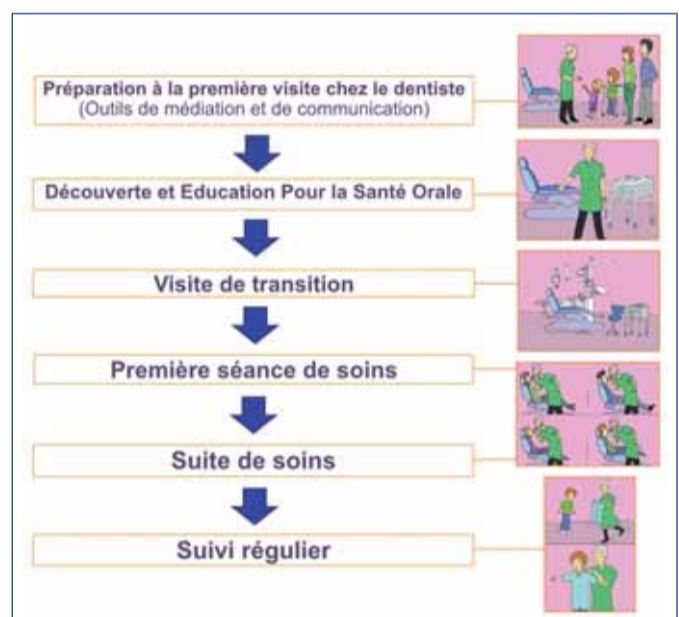 Préparation à la première visite chez le dentiste
(Outils de médiation et de communication)
Découverte et Education Pour la Santé Orale
Visite de transition
Première séance de soins
Suite de soins
Suivi régulier